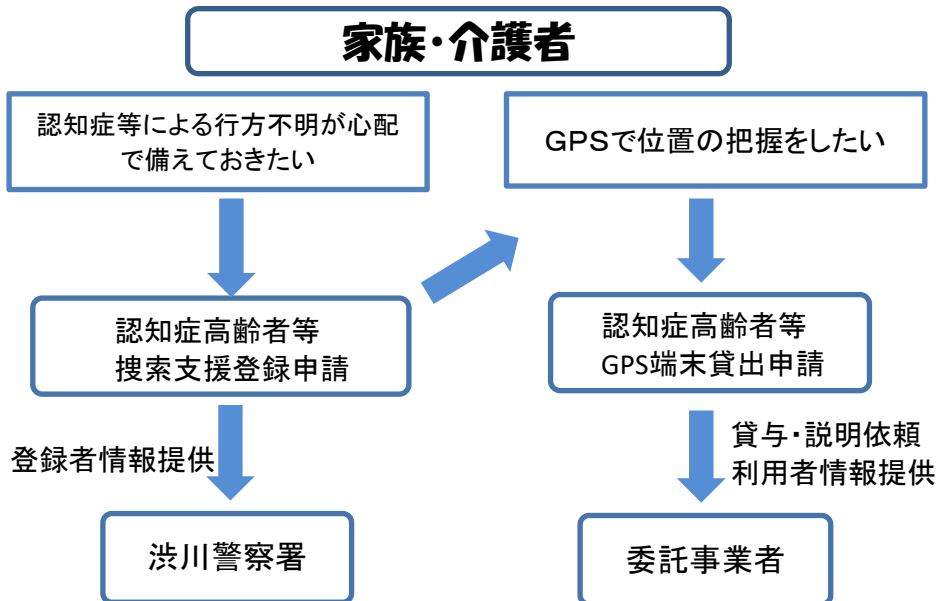 家族・介護者
認知症等による行方不明が心配
で備えておきたい
GPSで位置の把握をしたい
認知症高齢者等
捜索支援登録申請
認知症高齢者等
GPS端末貸出申請
登録者情報提供
貸与・説明依頼
利用者情報提供
渋川警察署
委託事業者